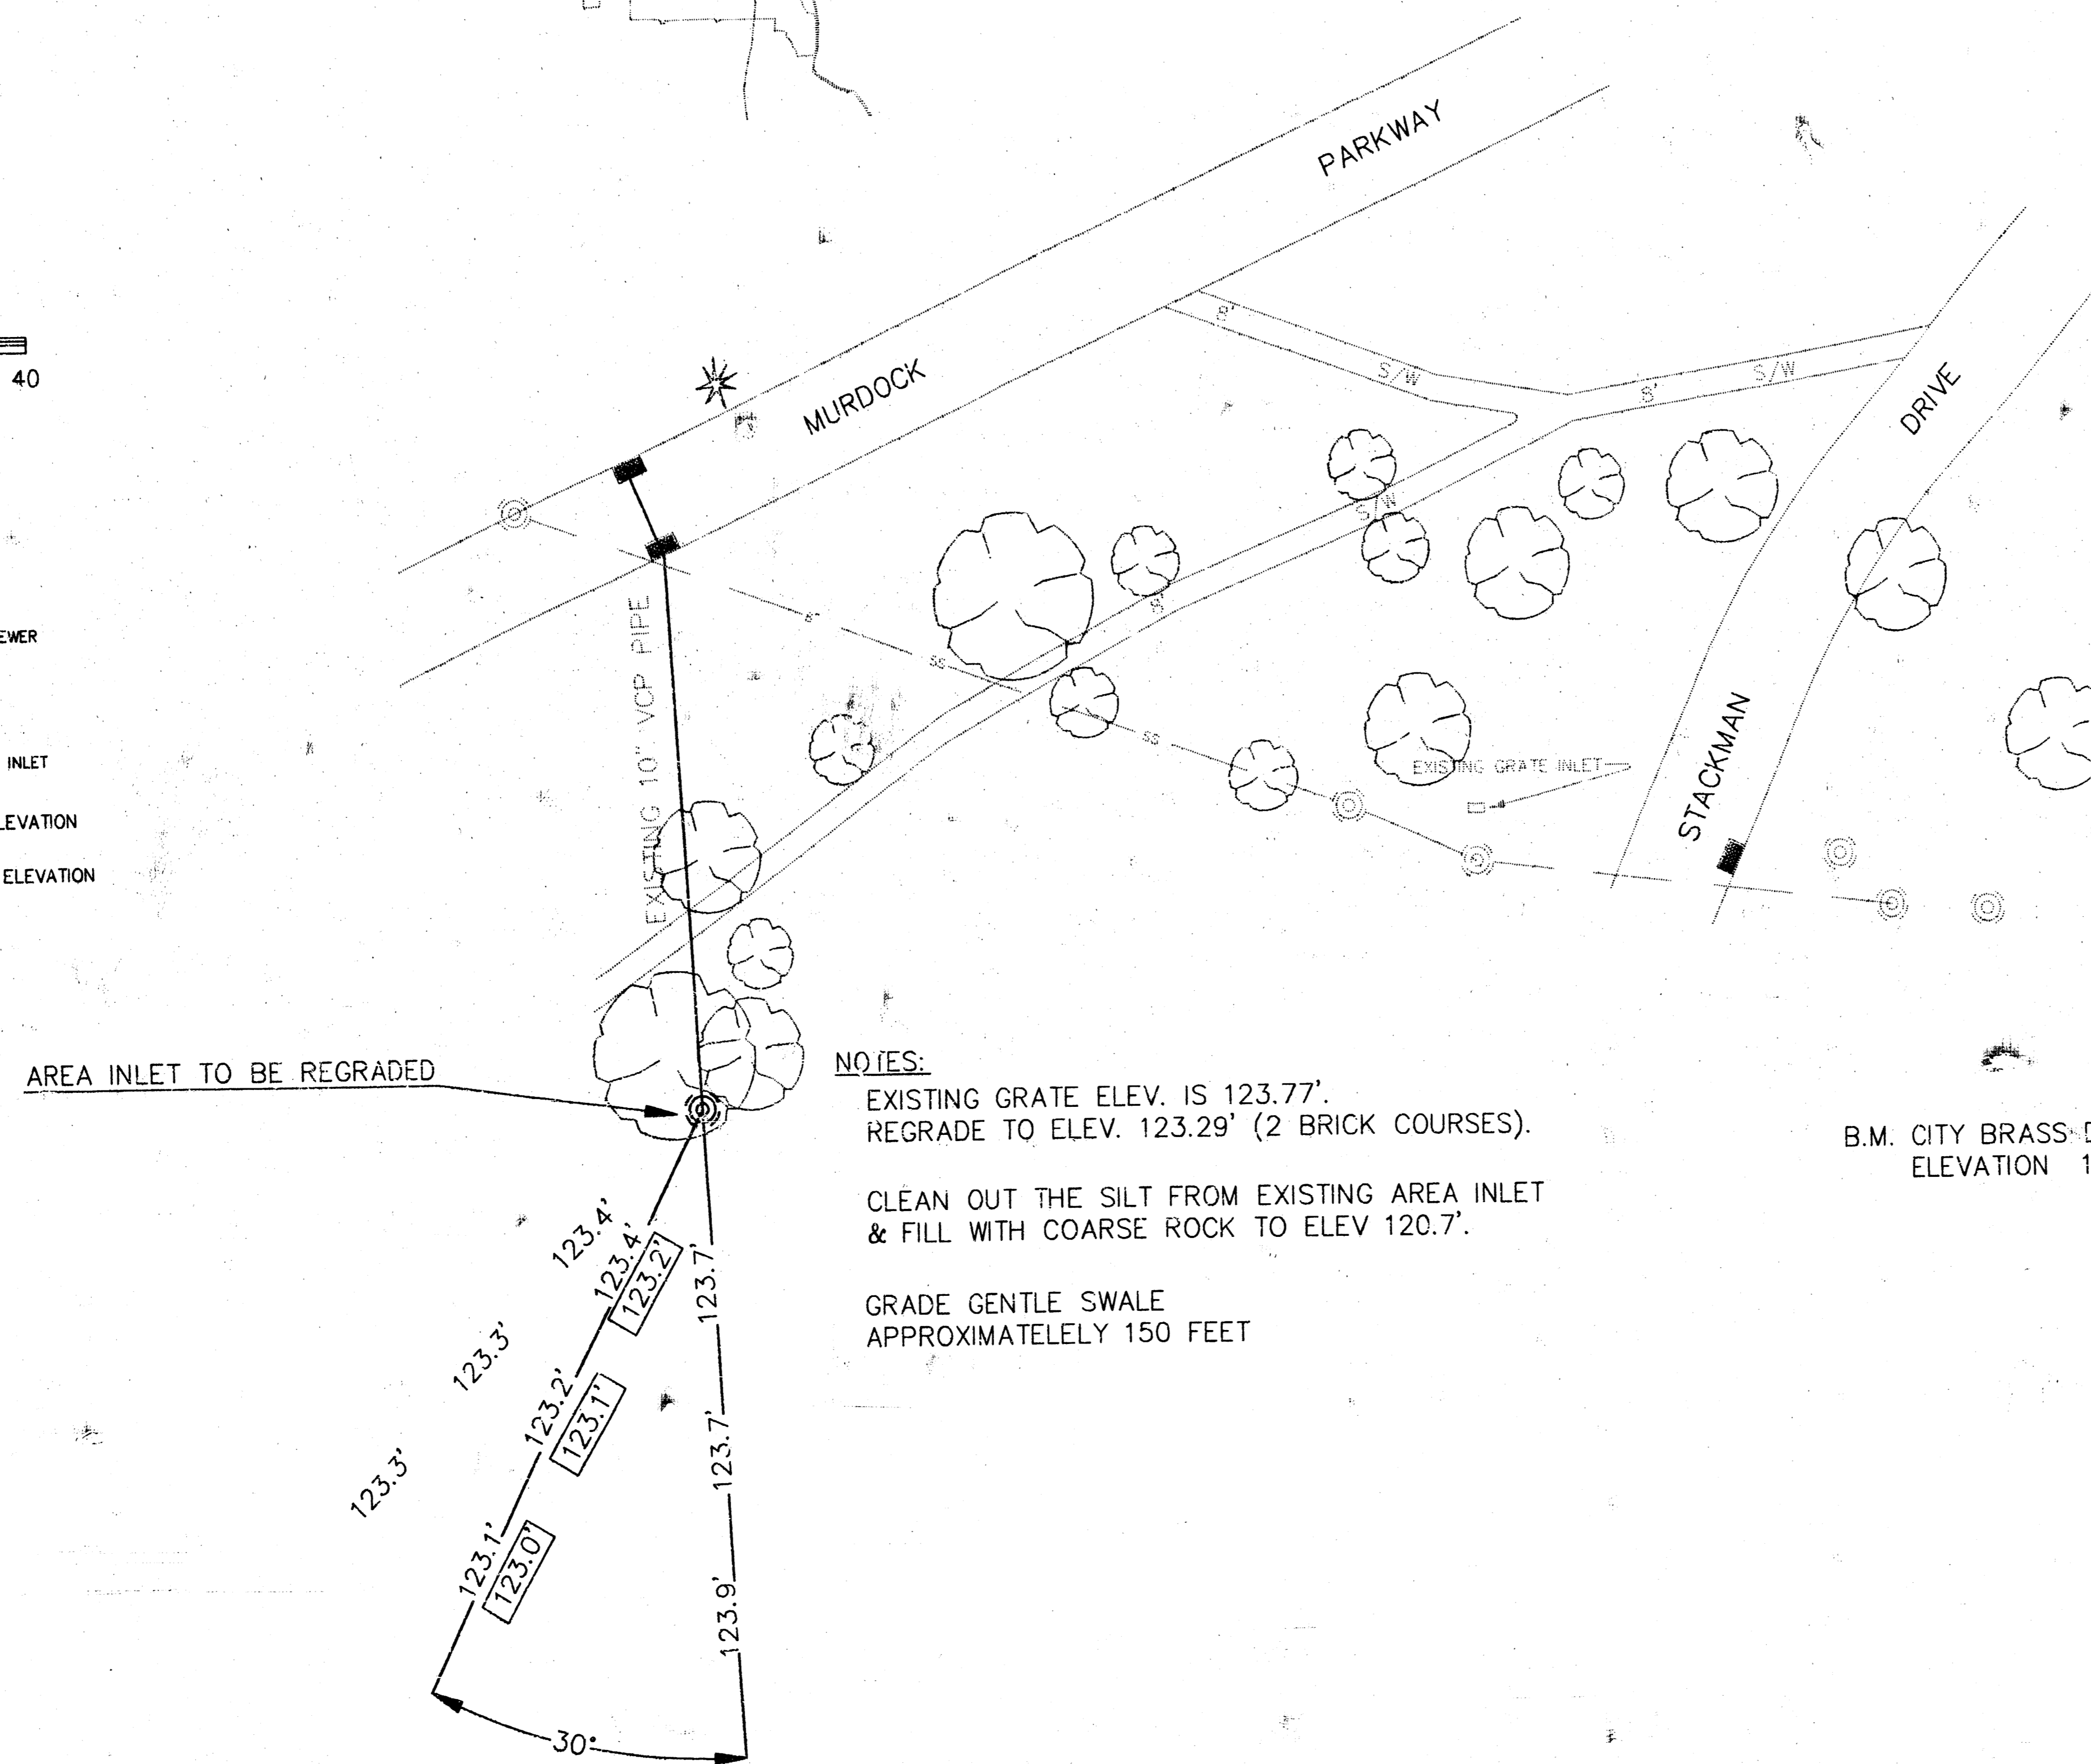 PARKWAY
MURDOCK
40
8'
S/W
8'
S/W
DRIVE
S/W
8'
8"
SS
SS
EWER
INLET
LEVATION
ELEVATION
EXISTING 10" VCP PIPE
EXISTING GRATE INLET
STACKMAN
AREA INLET TO BE REGRADED
NOTES:
EXISTING GRATE ELEV. IS 123.77'.
REGRADE TO ELEV. 123.29' (2 BRICK COURSES).
CLEAN OUT THE SILT FROM EXISTING AREA INLET
& FILL WITH COARSE ROCK TO ELEV 120.7'.
GRADE GENTLE SWALE
APPROXIMATELELY 150 FEET
B.M. CITY BRASS
ELEVATION 1
123.4'
123.4'
123.2'
123.7'
123.3'
123.2'
123.1'
123.7'
123.3'
123.1'
123.0'
123.9'
30°